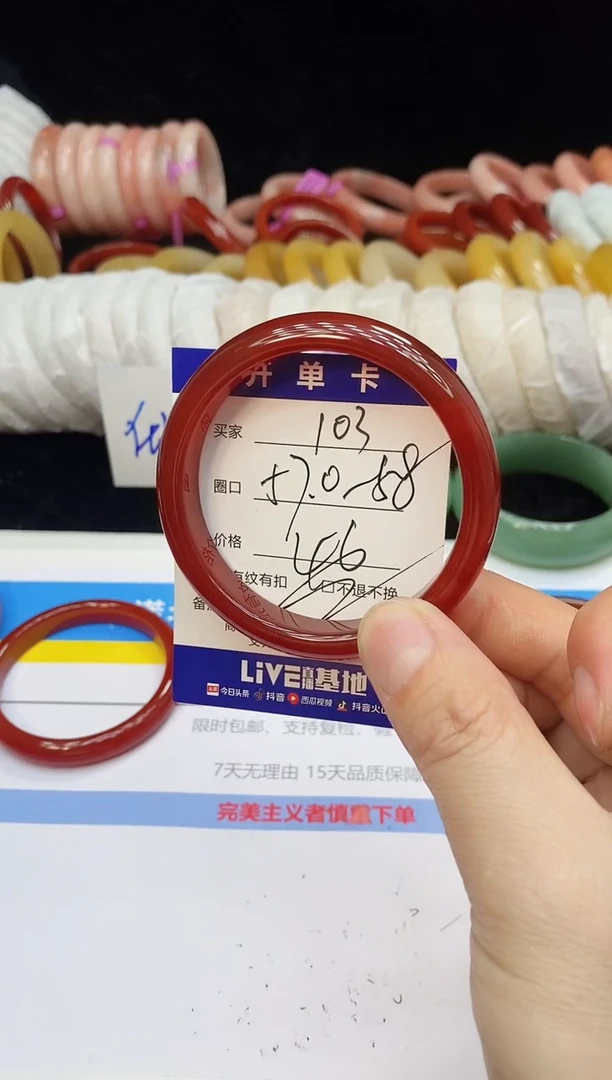 开单卡
买家 103
圈口 57.0-58
价格
有纹有扣 口不退不换
LiVE直播基地
今日头条 抖音 西瓜视频 抖音火山
限时包邮、支持复检、
7天无理由 15天品质保障
完美主义者慎重下单